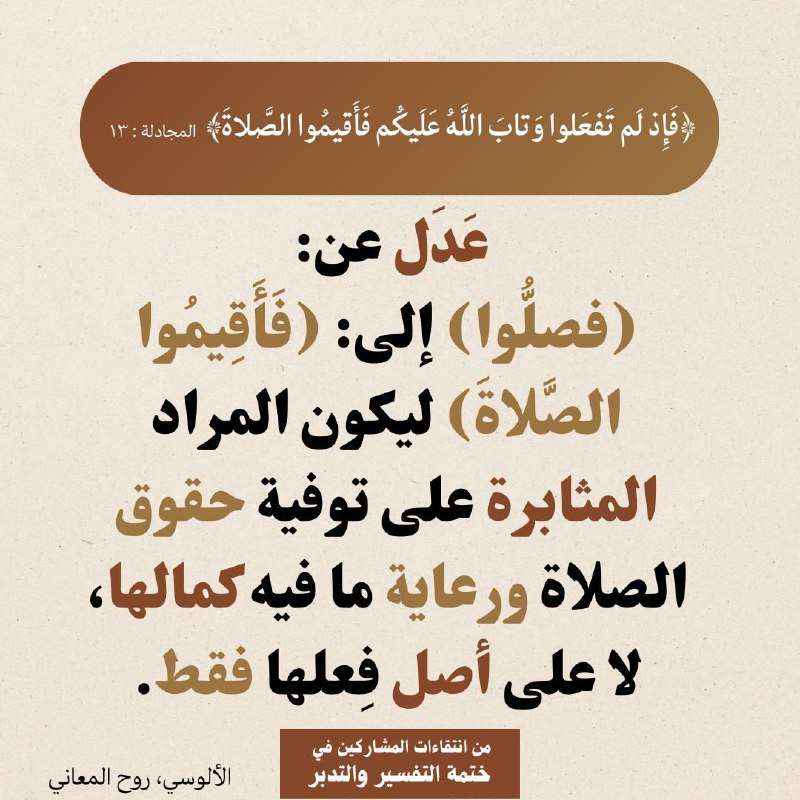 ﴿فَإِذ لَم تَفعَلوا وَتابَ اللَّهُ عَلَيكُم فَأَقيمُوا الصَّلاةَ﴾ المجادلة : ١٣
عَدَل عن:
(فصلُّوا) إلى: (فَأَقِيمُوا
الصَّلاةَ) ليكون المراد
المثابرة على توفية حقوق
الصلاة ورعاية ما فيه كمالها،
لا على أصل فِعلها فقط.
من انتقاءات المشاركين في
ختمة التفسير والتدبر
الألوسي، روح المعاني